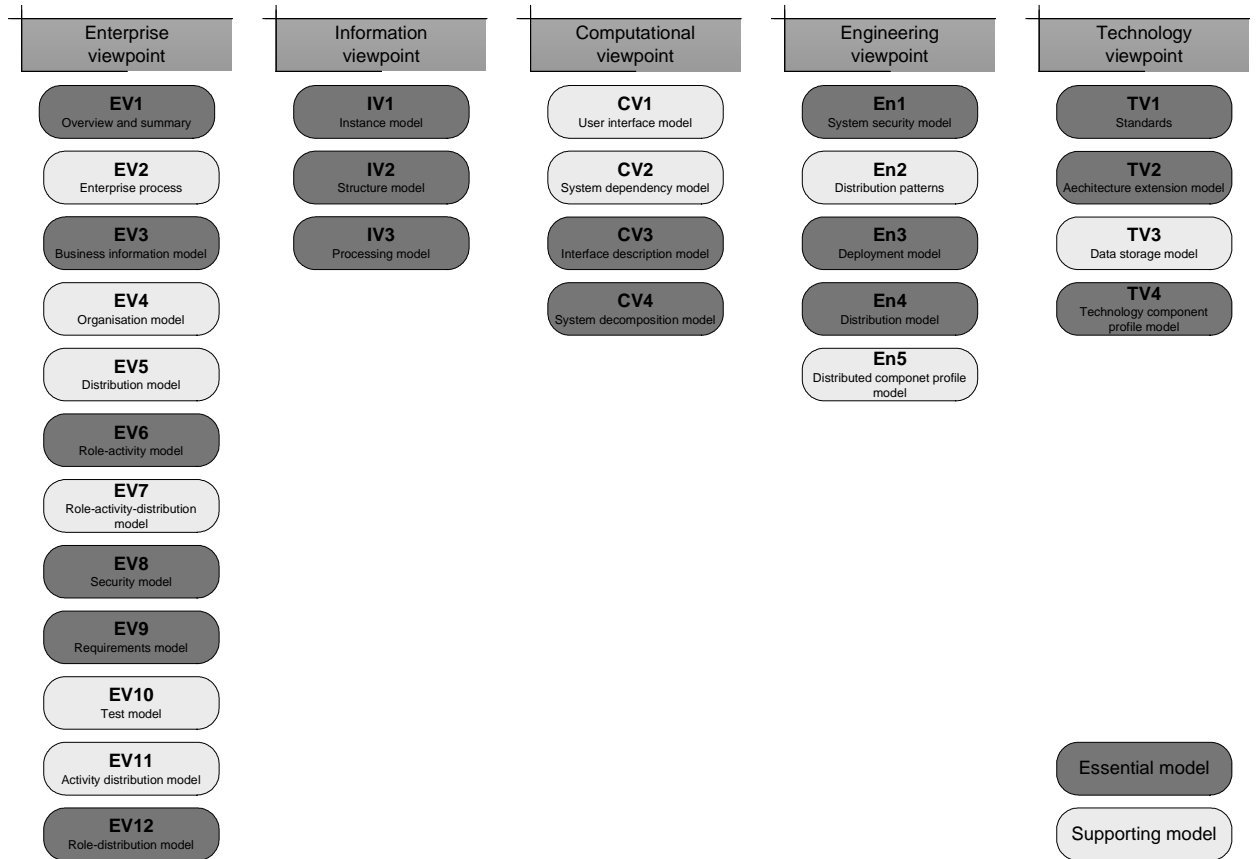 Enterprise
viewpoint
EV1
Overview and summary
EV2
Enterprise process
EV3
Business information model
EV4
Organisation model
EV5
Distribution model
EV6
Role-activity model
EV7
Role-activity-distribution
model
EV8
Security model
EV9
Requirements model
EV10
Test model
EV11
Activity distribution model
EV12
Role-distribution model
Information
viewpoint
IV1
Instance model
IV2
Structure model
IV3
Processing model
Computational
viewpoint
CV1
User interface model
CV2
System dependency model
CV3
Interface description model
CV4
System decomposition model
Engineering
viewpoint
En1
System security model
En2
Distribution patterns
En3
Deployment model
En4
Distribution model
En5
Distributed componet profile
model
Technology
viewpoint
TV1
Standards
TV2
Aechitecture extension model
TV3
Data storage model
TV4
Technology component
profile model
Essential model
Supporting model